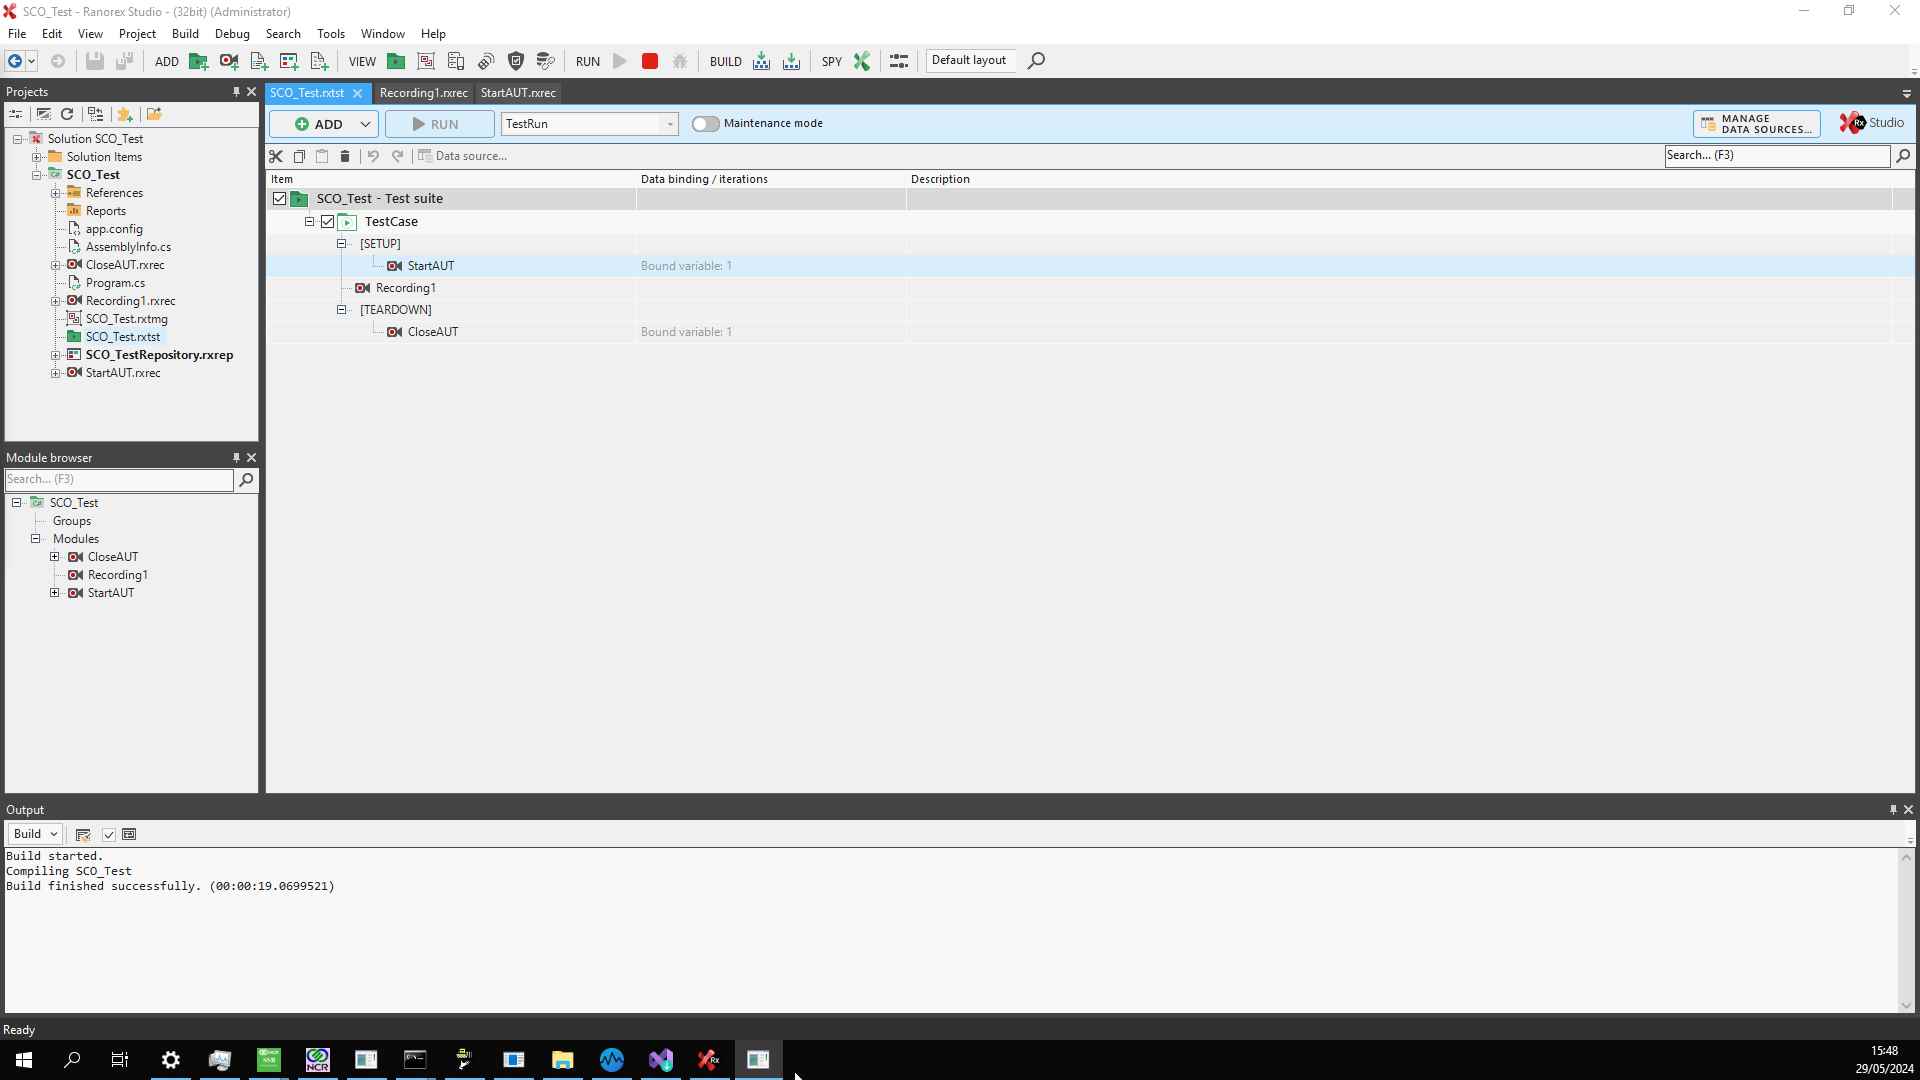 SCO_Test - Ranorex Studio - (32bit) (Administrator)
File Edit View Project Build Debug Search Tools Window Help
ADD VIEW RUN BUILD SPY Default layout
Projects
Solution SCO_Test
Solution Items
SCO_Test
References
Reports
app.config
AssemblyInfo.cs
CloseAUT.rxrec
Program.cs
Recording1.rxrec
SCO_Test.rxtmg
SCO_Test.rxtst
SCO_TestRepository.rxrep
StartAUT.rxrec
Module browser
Search... (F3)
SCO_Test
Groups
Modules
CloseAUT
Recording1
StartAUT
SCO_Test.rxtst Recording1.rxrec StartAUT.rxrec
ADD RUN TestRun Maintenance mode MANAGE DATA SOURCES... Rx Studio
Data source... Search... (F3)
Item Data binding / iterations Description
SCO_Test - Test suite
TestCase
[SETUP]
StartAUT Bound variable: 1
Recording1
[TEARDOWN]
CloseAUT Bound variable: 1
Output
Build
Build started.
Compiling SCO_Test
Build finished successfully. (00:00:19.0699521)
Ready
NCR
Rx
15:48
29/05/2024